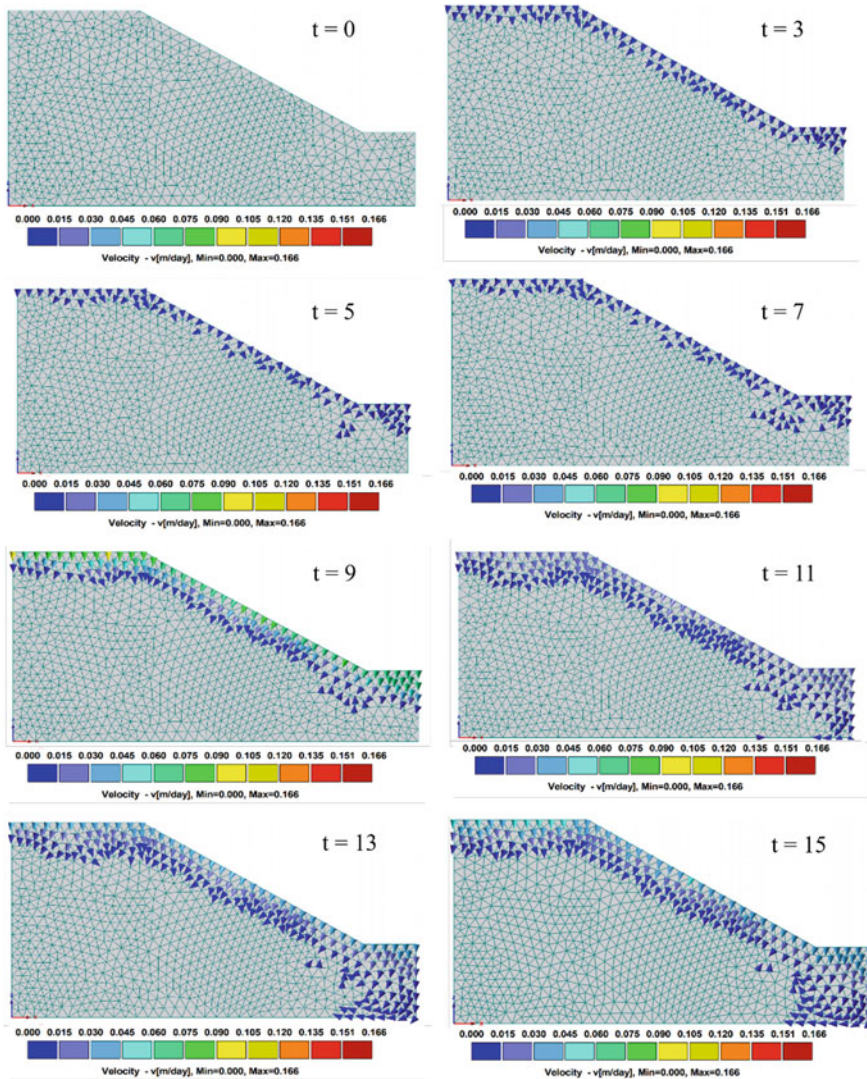 t = 0
0.000 0.015 0.030 0.045 0.060 0.075 0.090 0.105 0.120 0.135 0.151 0.166
Velocity - v[m/day], Min=0.000, Max=0.166
t = 3
0.000 0.015 0.030 0.045 0.060 0.075 0.090 0.105 0.120 0.135 0.151 0.166
Velocity - v[m/day], Min=0.000, Max=0.166
t = 5
0.000 0.015 0.030 0.045 0.060 0.075 0.090 0.105 0.120 0.135 0.151 0.166
Velocity - v[m/day], Min=0.000, Max=0.166
t = 7
0.000 0.015 0.030 0.045 0.060 0.075 0.090 0.105 0.120 0.135 0.151 0.166
Velocity - v[m/day], Min=0.000, Max=0.166
t = 9
0.000 0.015 0.030 0.045 0.060 0.075 0.090 0.105 0.120 0.135 0.151 0.166
Velocity - v[m/day], Min=0.000, Max=0.166
t = 11
0.000 0.015 0.030 0.045 0.060 0.075 0.090 0.105 0.120 0.135 0.151 0.166
Velocity - v[m/day], Min=0.000, Max=0.166
t = 13
0.000 0.015 0.030 0.045 0.060 0.075 0.090 0.105 0.120 0.135 0.151 0.166
Velocity - v[m/day], Min=0.000, Max=0.166
t = 15
0.000 0.015 0.030 0.045 0.060 0.075 0.090 0.105 0.120 0.135 0.151 0.166
Velocity - v[m/day], Min=0.000, Max=0.166